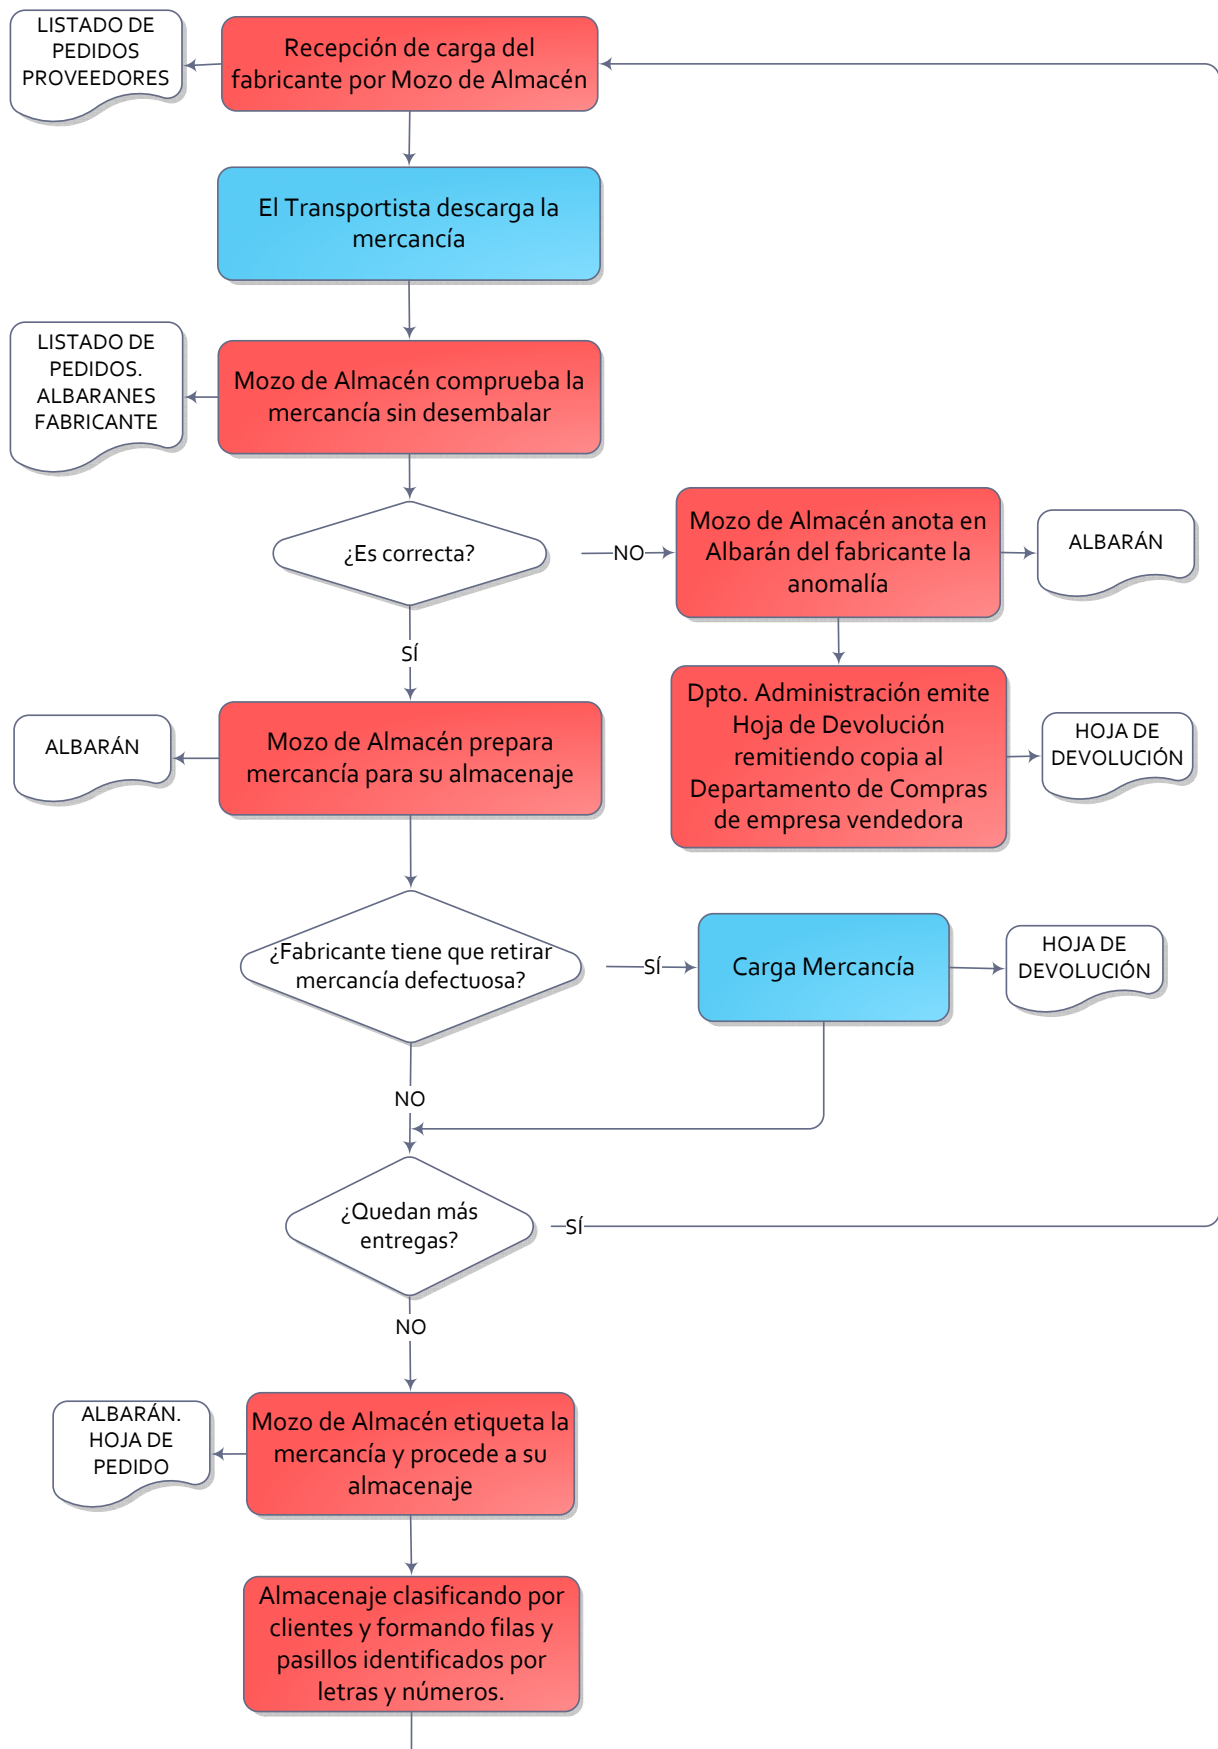 LISTADO DE
PEDIDOS
PROVEEDORES
Recepción de carga del
fabricante por Mozo de Almacén
El Transportista descarga la
mercancía
LISTADO DE
PEDIDOS.
ALBARANES
FABRICANTE
Mozo de Almacén comprueba la
mercancía sin desembalar
¿Es correcta?
NO
Mozo de Almacén anota en
Albarán del fabricante la
anomalía
ALBARÁN
SÍ
Dpto. Administración emite
Hoja de Devolución
remitiendo copia al
Departamento de Compras
de empresa vendedora
HOJA DE
DEVOLUCIÓN
ALBARÁN
Mozo de Almacén prepara
mercancía para su almacenaje
¿Fabricante tiene que retirar
mercancía defectuosa?
SÍ
Carga Mercancía
HOJA DE
DEVOLUCIÓN
NO
¿Quedan más
entregas?
SÍ
NO
ALBARÁN.
HOJA DE
PEDIDO
Mozo de Almacén etiqueta la
mercancía y procede a su
almacenaje
Almacenaje clasificando por
clientes y formando filas y
pasillos identificados por
letras y números.